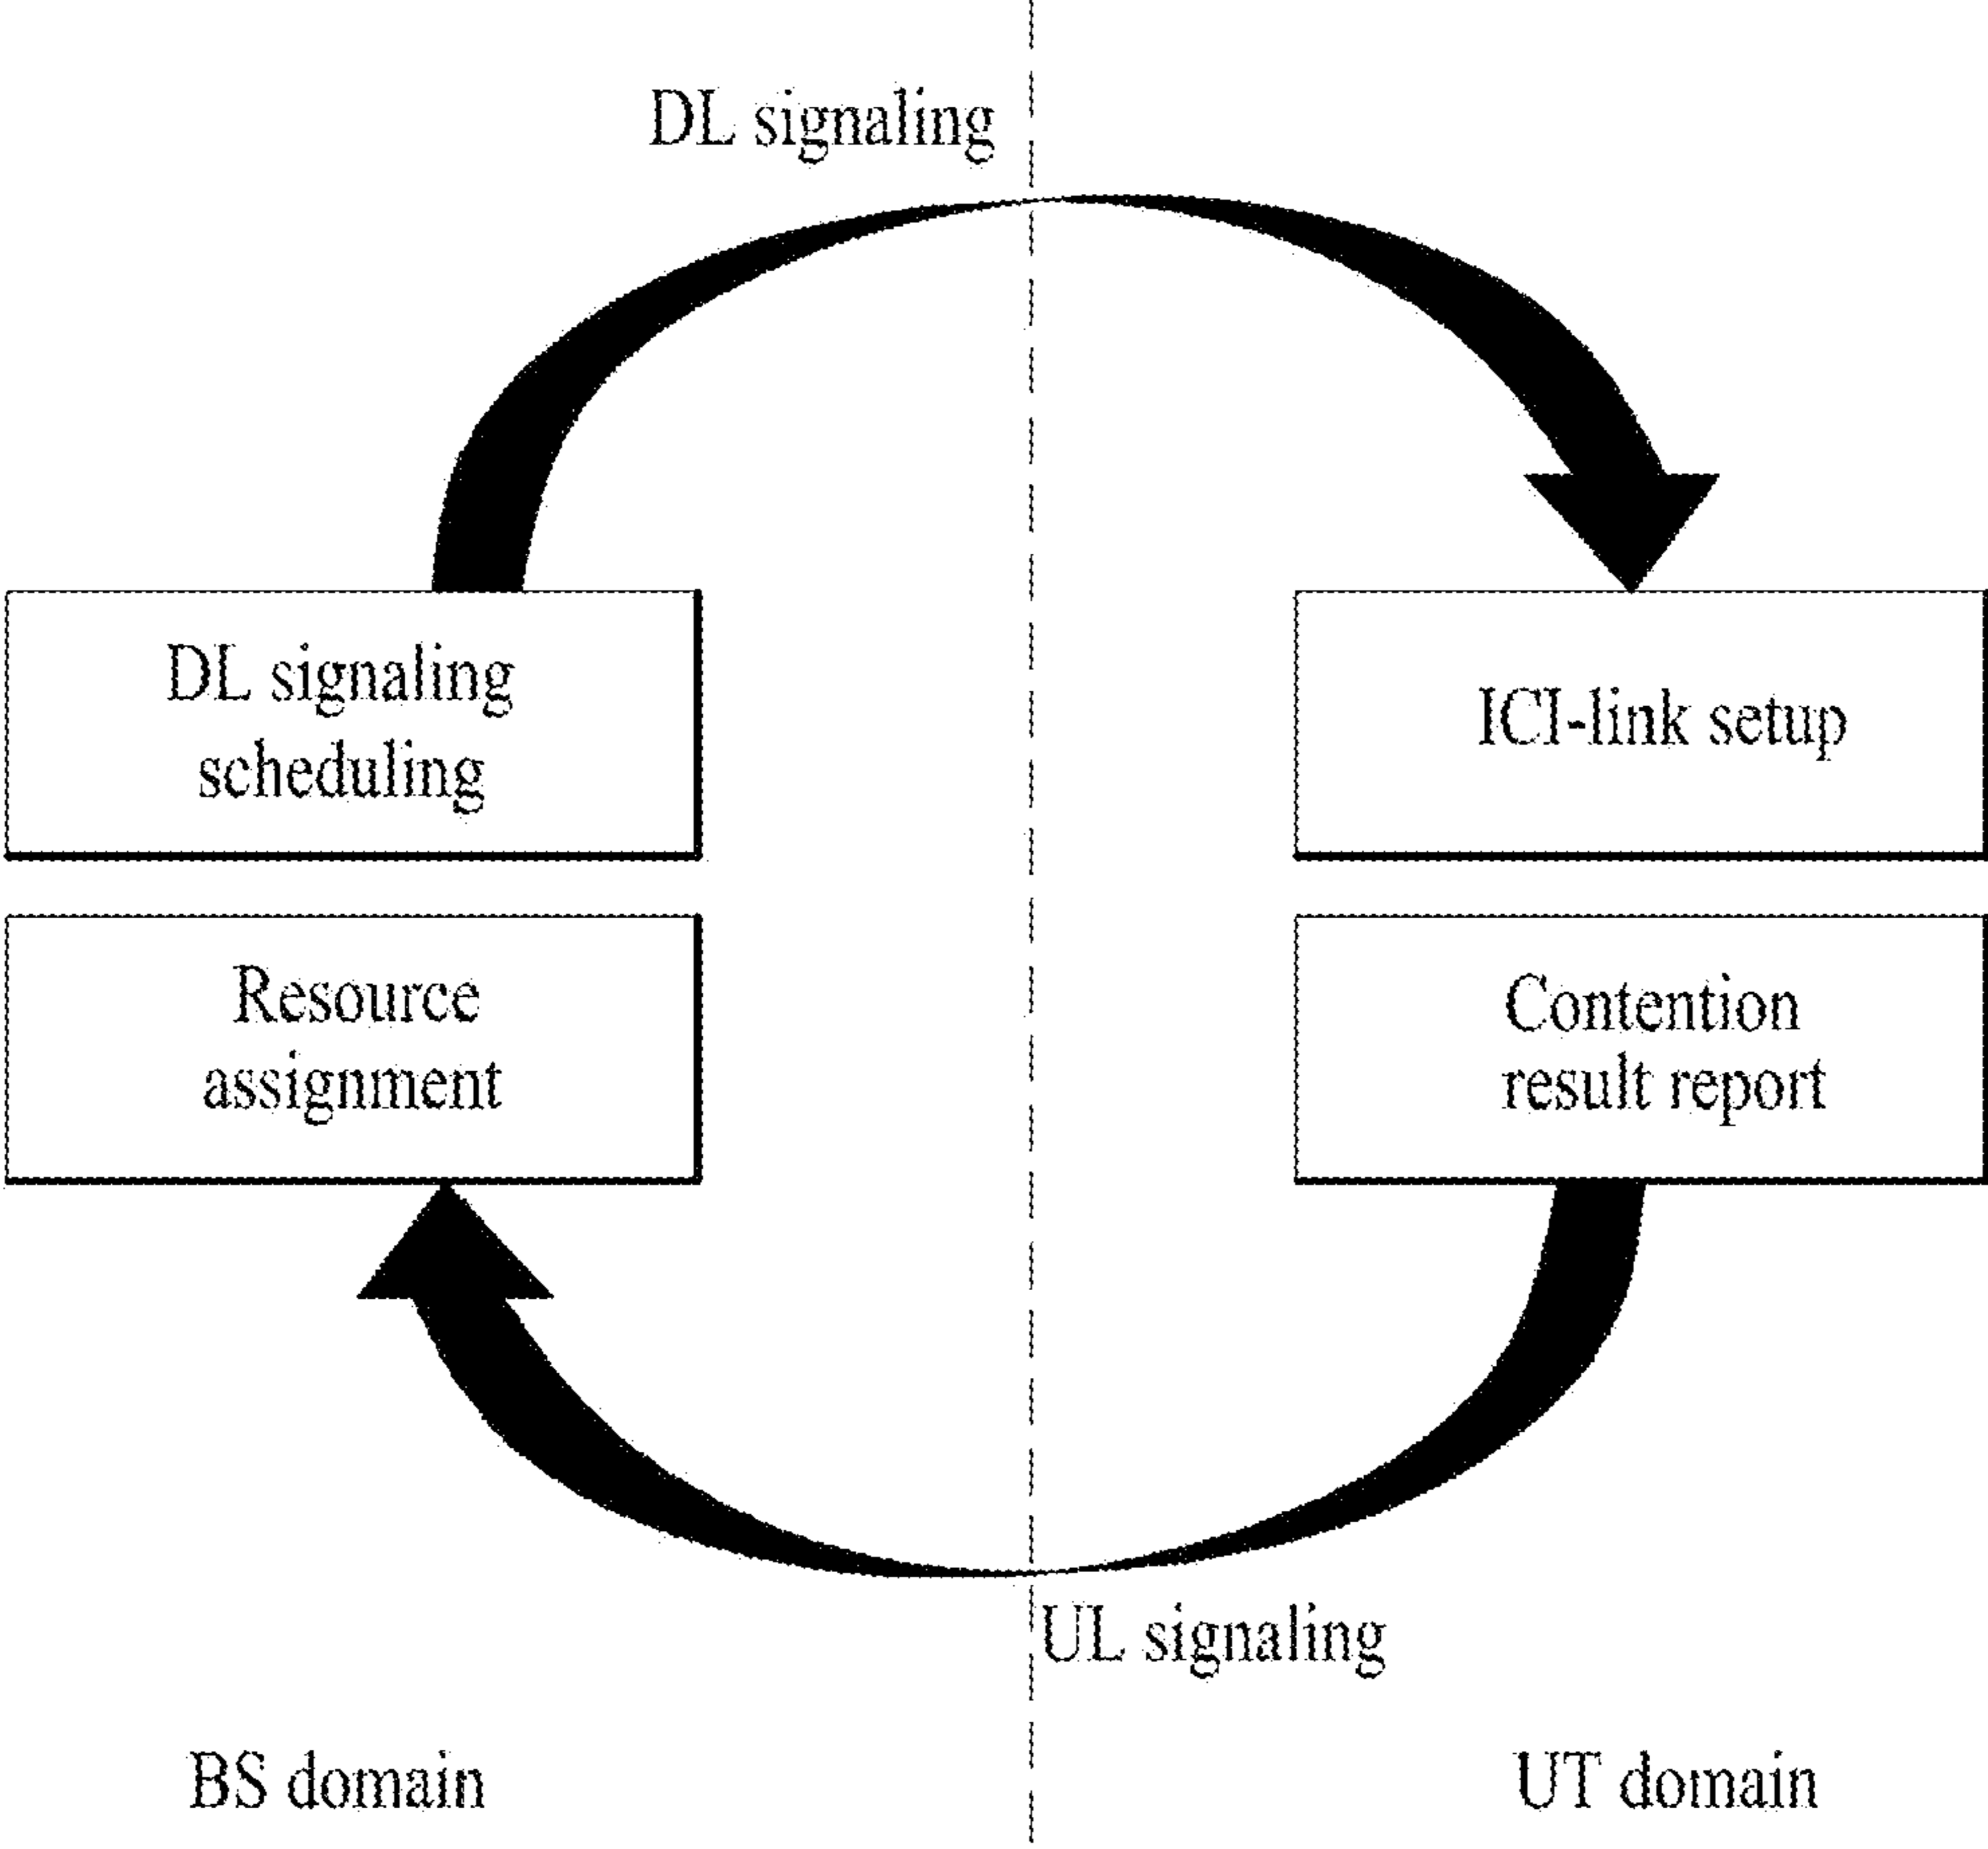 DL signaling
DL signaling
scheduling
ICI-link setup
Resource
assignment
Contention
result report
UL signaling
BS domain
UT domain